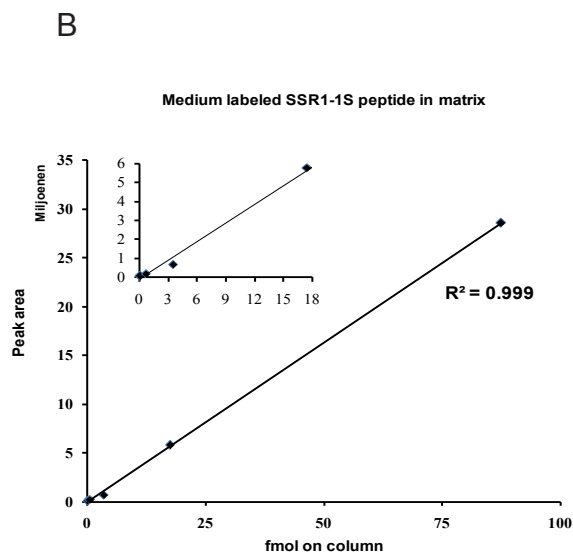 B
Medium labeled SSR1-1S peptide in matrix
35
30
25
20
15
10
5
0
Miljoenen
Peak area
6
5
4
3
2
1
0
0 3 6 9 12 15 18
R² = 0.999
0 25 50 75 100
fmol on column